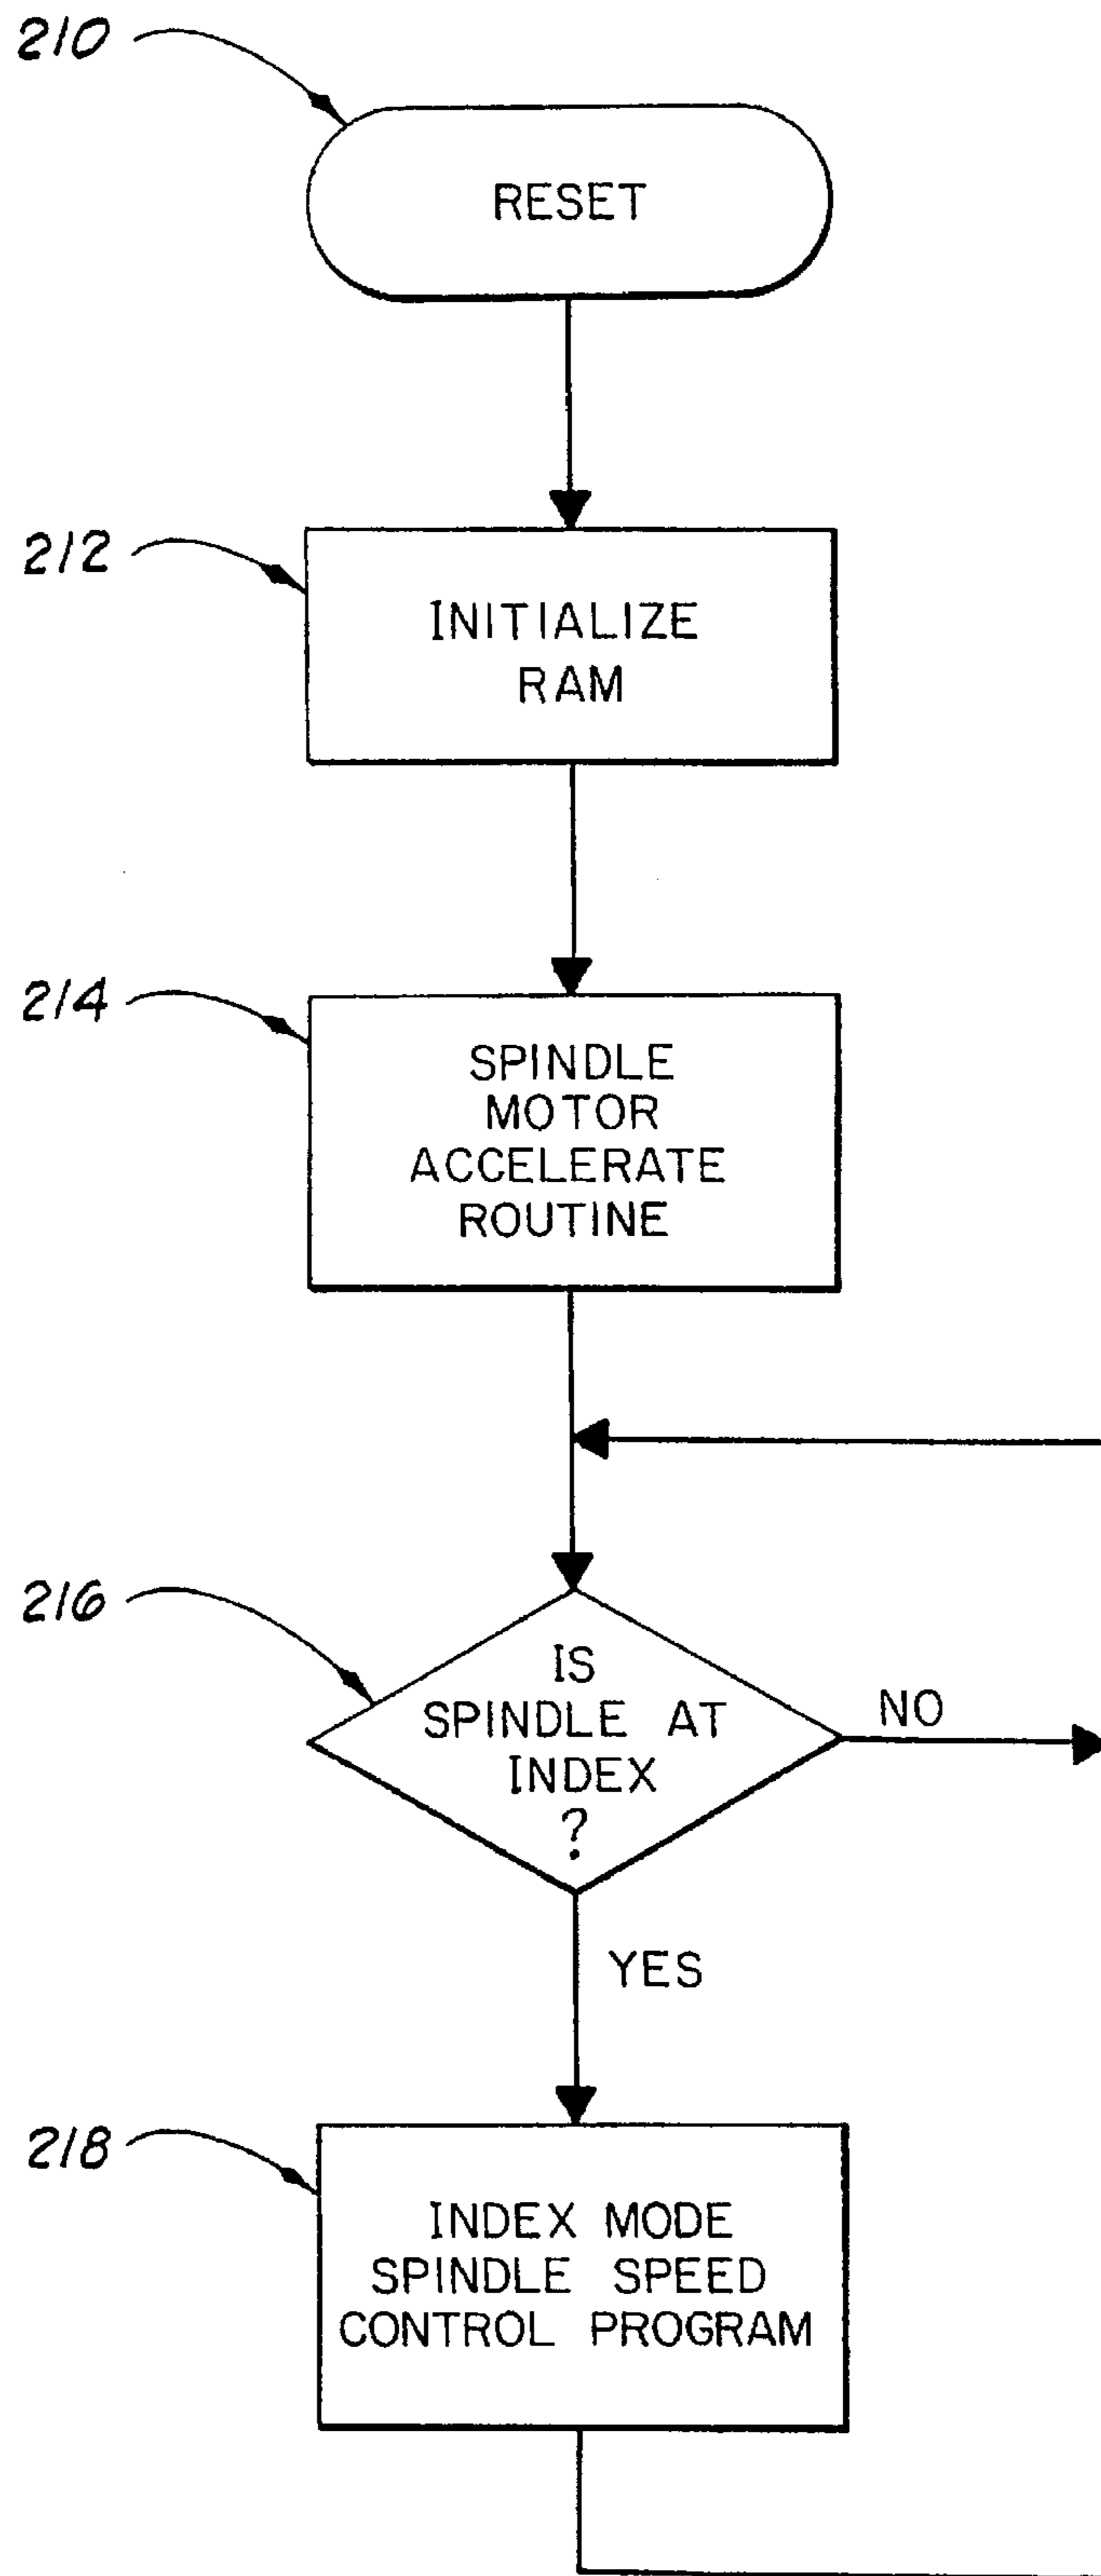 210
RESET
212
INITIALIZE
RAM
214
SPINDLE
MOTOR
ACCELERATE
ROUTINE
216
IS
SPINDLE AT
INDEX
?
NO
YES
218
INDEX MODE
SPINDLE SPEED
CONTROL PROGRAM